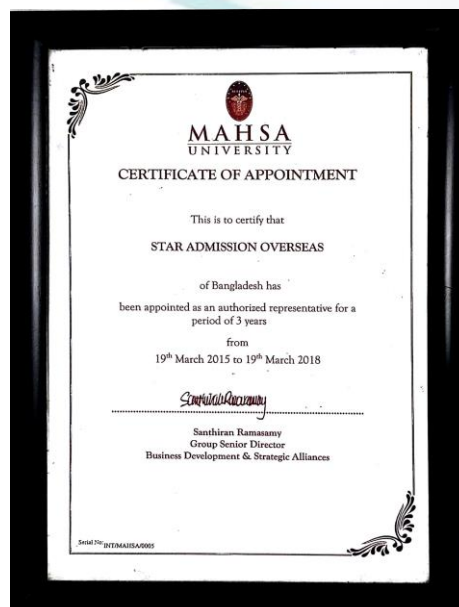 MAHSA
UNIVERSITY
CERTIFICATE OF APPOINTMENT
This is to certify that
STAR ADMISSION OVERSEAS
of Bangladesh has
been appointed as an authorized representative for a
period of 3 years
from
19th March 2015 to 19th March 2018
Santhiran Ramasamy
Group Senior Director
Business Development & Strategic Alliances
Serial No: INT/MAHSA/0005